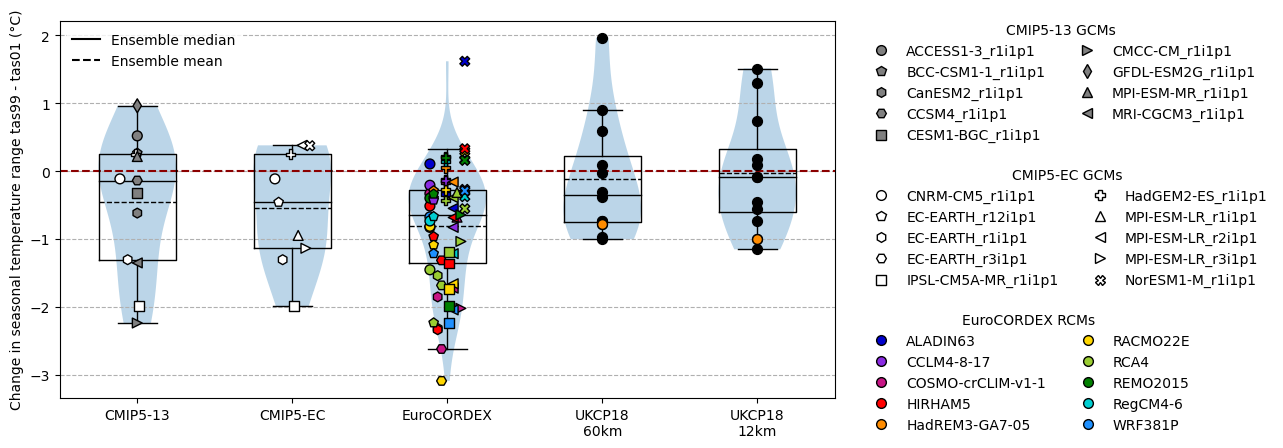 Change in seasonal temperature range tas99 - tas01 (°C)
2
1
0
−1
−2
−3
Ensemble median
Ensemble mean
CMIP5-13
CMIP5-EC
EuroCORDEX
UKCP18
60km
UKCP18
12km
CMIP5-13 GCMs
ACCESS1-3_r1i1p1
BCC-CSM1-1_r1i1p1
CanESM2_r1i1p1
CCSM4_r1i1p1
CESM1-BGC_r1i1p1
CMCC-CM_r1i1p1
GFDL-ESM2G_r1i1p1
MPI-ESM-MR_r1i1p1
MRI-CGCM3_r1i1p1
CMIP5-EC GCMs
CNRM-CM5_r1i1p1
EC-EARTH_r12i1p1
EC-EARTH_r1i1p1
EC-EARTH_r3i1p1
IPSL-CM5A-MR_r1i1p1
HadGEM2-ES_r1i1p1
MPI-ESM-LR_r1i1p1
MPI-ESM-LR_r2i1p1
MPI-ESM-LR_r3i1p1
NorESM1-M_r1i1p1
EuroCORDEX RCMs
ALADIN63
CCLM4-8-17
COSMO-crCLIM-v1-1
HIRHAM5
HadREM3-GA7-05
RACMO22E
RCA4
REMO2015
RegCM4-6
WRF381P